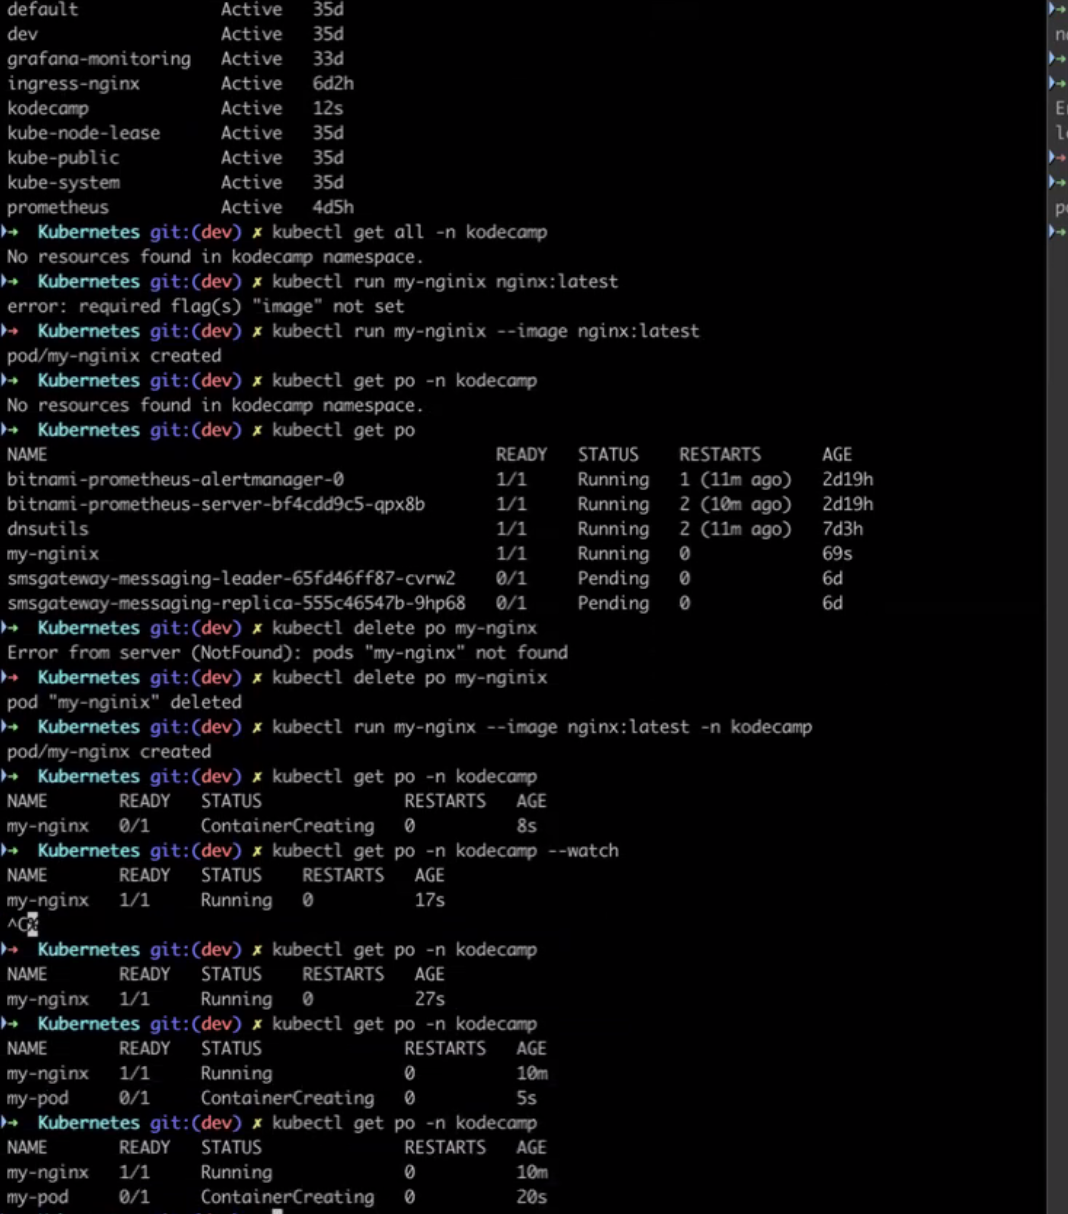 default Active 35d
dev Active 35d
grafana-monitoring Active 33d
ingress-nginx Active 6d2h
kodecamp Active 12s
kube-node-lease Active 35d
kube-public Active 35d
kube-system Active 35d
prometheus Active 4d5h
→ Kubernetes git:(dev) ✗ kubectl get all -n kodecamp
No resources found in kodecamp namespace.
→ Kubernetes git:(dev) ✗ kubectl run my-nginix nginx:latest
error: required flag(s) "image" not set
→ Kubernetes git:(dev) ✗ kubectl run my-nginix --image nginx:latest
pod/my-nginix created
→ Kubernetes git:(dev) ✗ kubectl get po -n kodecamp
No resources found in kodecamp namespace.
→ Kubernetes git:(dev) ✗ kubectl get po
NAME READY STATUS RESTARTS AGE
bitnami-prometheus-alertmanager-0 1/1 Running 1 (11m ago) 2d19h
bitnami-prometheus-server-bf4cdd9c5-qpx8b 1/1 Running 2 (10m ago) 2d19h
dnsutils 1/1 Running 2 (11m ago) 7d3h
my-nginix 1/1 Running 0 69s
smsgateway-messaging-leader-65fd46ff87-cvrw2 0/1 Pending 0 6d
smsgateway-messaging-replica-555c46547b-9hp68 0/1 Pending 0 6d
→ Kubernetes git:(dev) ✗ kubectl delete po my-nginx
Error from server (NotFound): pods "my-nginx" not found
→ Kubernetes git:(dev) ✗ kubectl delete po my-nginix
pod "my-nginix" deleted
→ Kubernetes git:(dev) ✗ kubectl run my-nginx --image nginx:latest -n kodecamp
pod/my-nginx created
→ Kubernetes git:(dev) ✗ kubectl get po -n kodecamp
NAME READY STATUS RESTARTS AGE
my-nginx 0/1 ContainerCreating 0 8s
→ Kubernetes git:(dev) ✗ kubectl get po -n kodecamp --watch
NAME READY STATUS RESTARTS AGE
my-nginx 1/1 Running 0 17s
^C%
→ Kubernetes git:(dev) ✗ kubectl get po -n kodecamp
NAME READY STATUS RESTARTS AGE
my-nginx 1/1 Running 0 27s
→ Kubernetes git:(dev) ✗ kubectl get po -n kodecamp
NAME READY STATUS RESTARTS AGE
my-nginx 1/1 Running 0 10m
my-pod 0/1 ContainerCreating 0 5s
→ Kubernetes git:(dev) ✗ kubectl get po -n kodecamp
NAME READY STATUS RESTARTS AGE
my-nginx 1/1 Running 0 10m
my-pod 0/1 ContainerCreating 0 20s